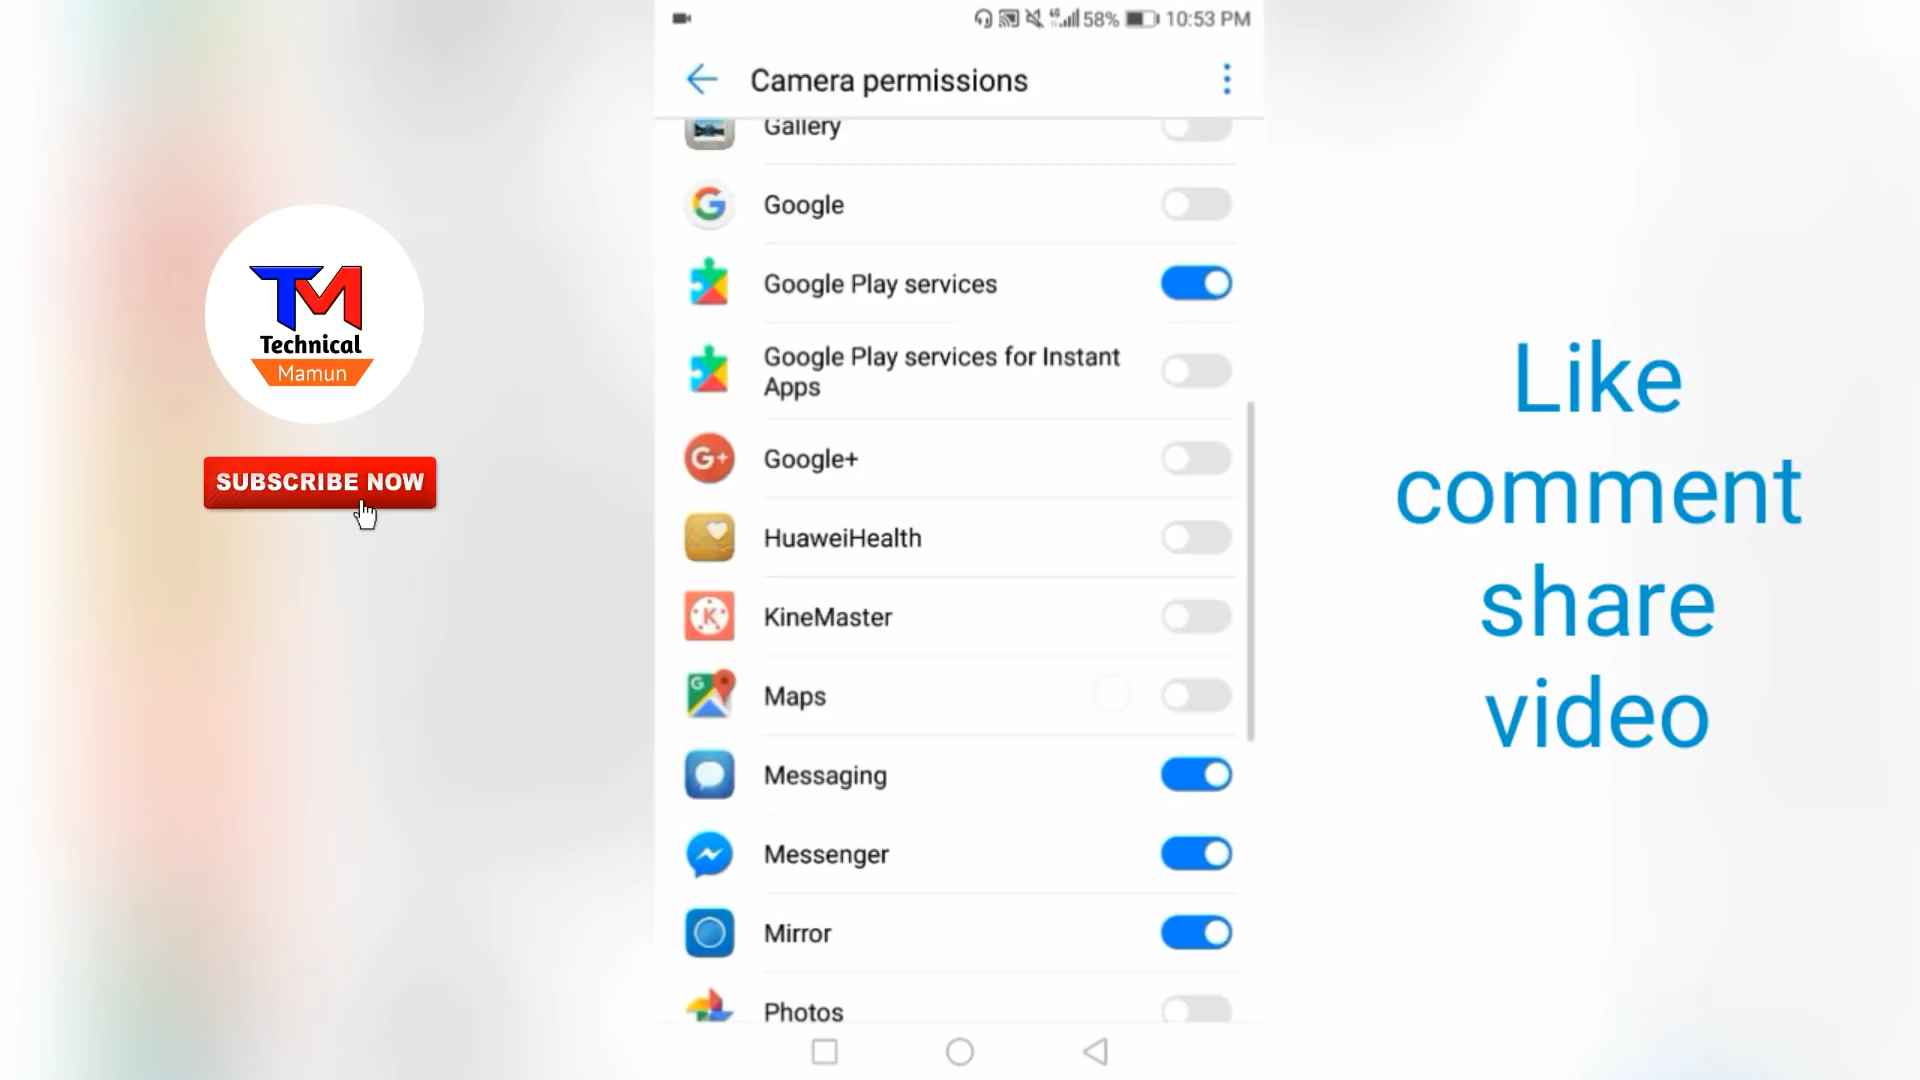 58% 10:53 PM
Camera permissions
Gallery
Google
Google Play services
Google Play services for Instant
Apps
G+
Google+
HuaweiHealth
K
KineMaster
G
Maps
Messaging
Messenger
Mirror
Photos
TM
Technical
Mamun
SUBSCRIBE NOW
Like
comment
share
video